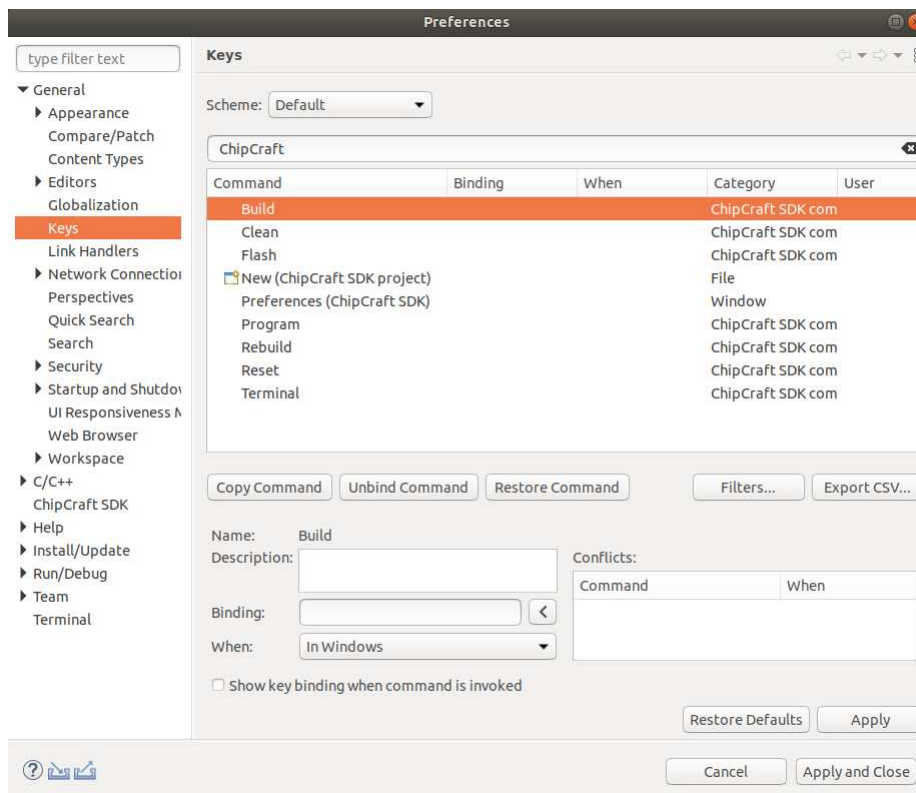 Preferences
type filter text
General
Appearance
Compare/Patch
Content Types
Editors
Globalization
Keys
Link Handlers
Network Connection
Perspectives
Quick Search
Search
Security
Startup and Shutdov
UI Responsiveness
Web Browser
Workspace
C/C++
ChipCraft SDK
Help
Install/Update
Run/Debug
Team
Terminal
Keys
Scheme: Default
ChipCraft
Command Binding When Category User
Build ChipCraft SDK com
Clean ChipCraft SDK com
Flash ChipCraft SDK com
New (ChipCraft SDK project) File
Preferences (ChipCraft SDK) Window
Program ChipCraft SDK com
Rebuild ChipCraft SDK com
Reset ChipCraft SDK com
Terminal ChipCraft SDK com
Copy Command Unbind Command Restore Command Filters... Export CSV...
Name: Build
Description: Conflicts:
Command When
Binding:
When: In Windows
Show key binding when command is invoked
Restore Defaults Apply
Cancel Apply and Close